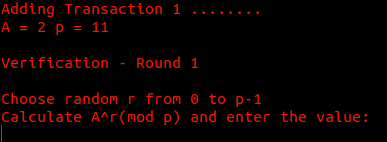 Adding Transaction 1 ........
A = 2 p = 11
Verification - Round 1
Choose random r from 0 to p-1
Calculate A^r(mod p) and enter the value: